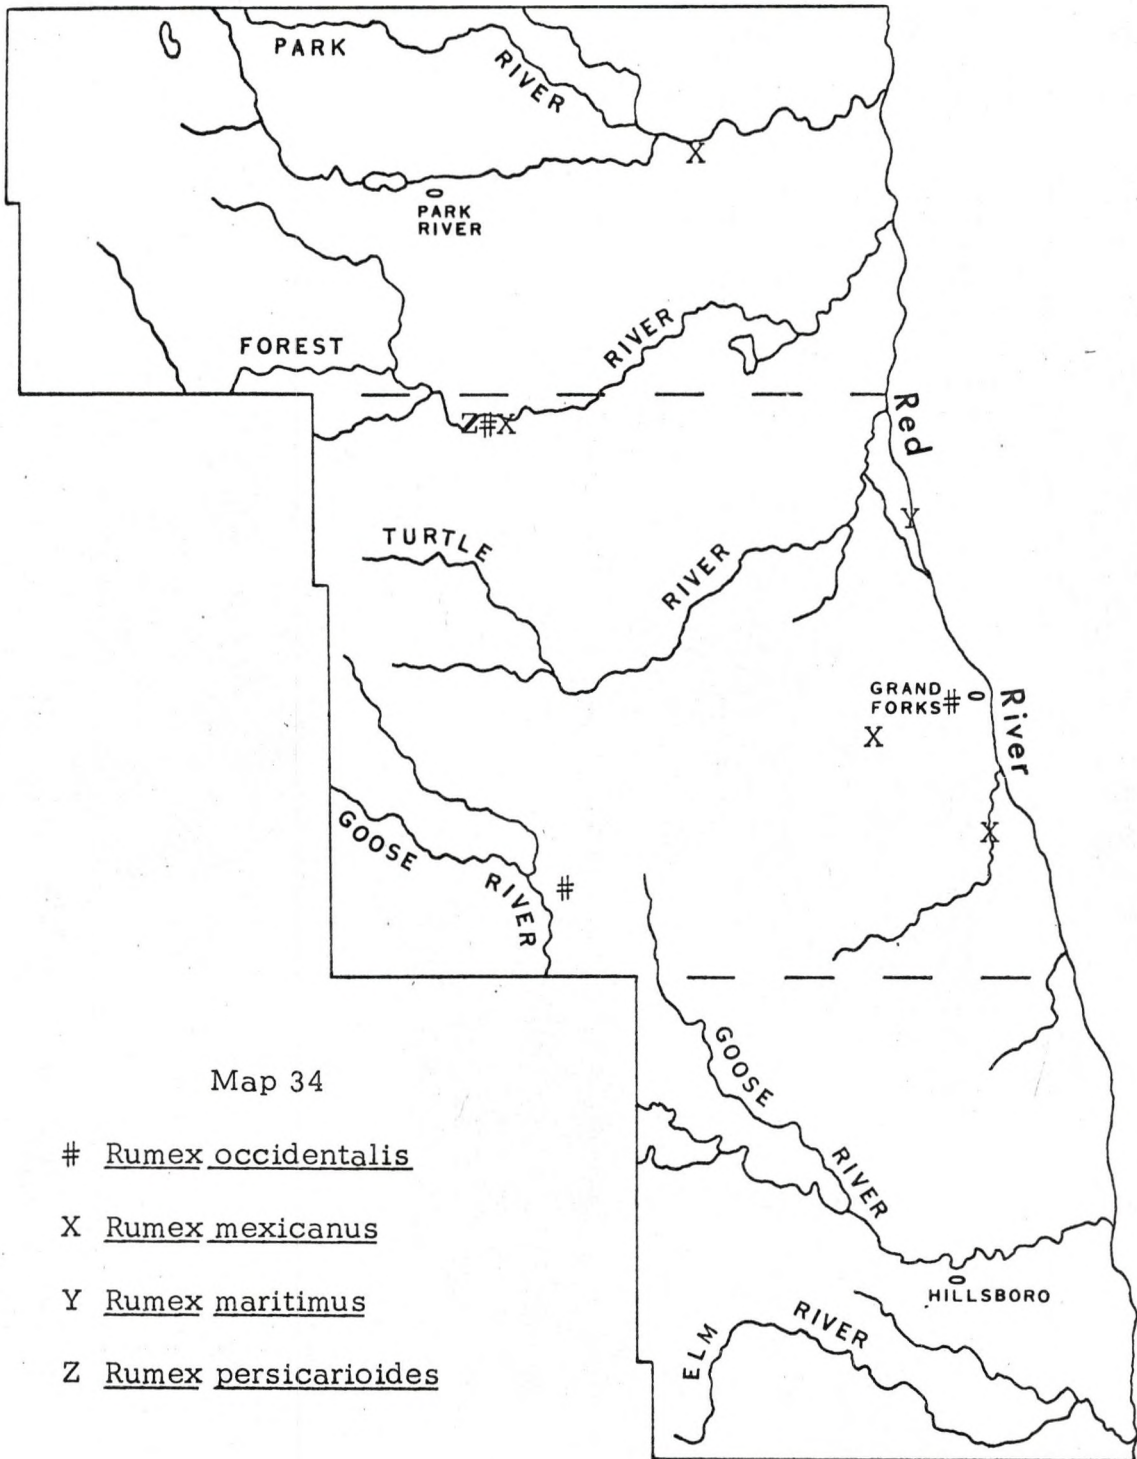 PARK
RIVER
X
PARK
RIVER
FOREST
RIVER
Z#X
Red
Y
TURTLE
RIVER
GRAND
FORKS #
River
X
X
GOOSE
RIVER
#
GOOSE
RIVER
HILLSBORO
ELM
RIVER
Map 34
# Rumex occidentalis
X Rumex mexicanus
Y Rumex maritimus
Z Rumex persicarioides